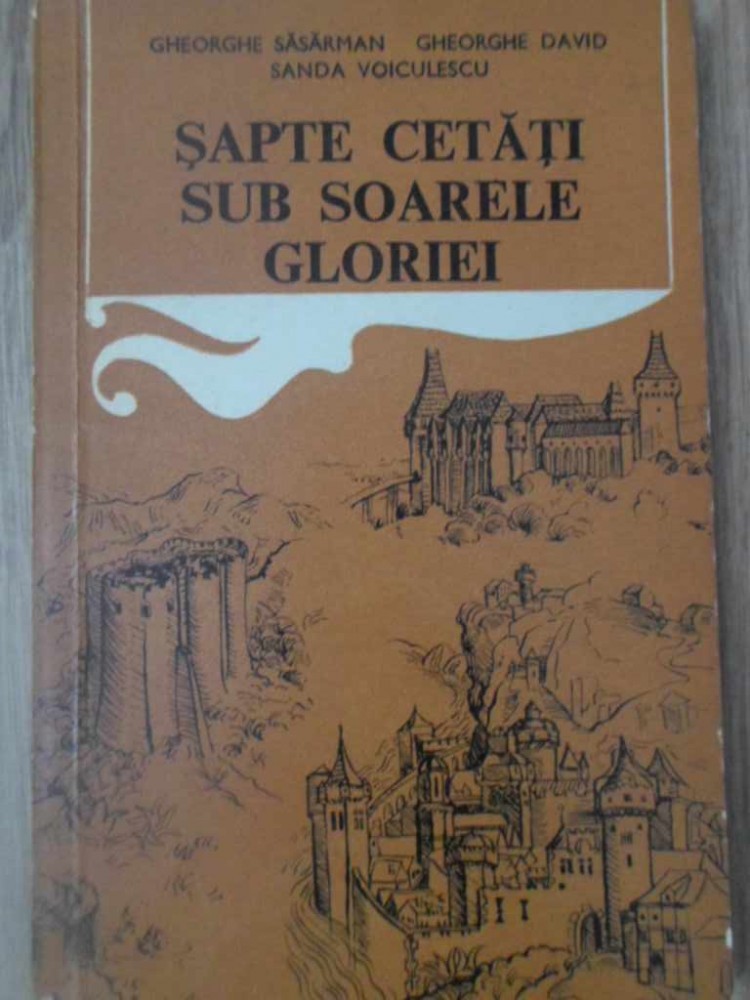 GHEORGHE SĂSĂRMAN GHEORGHE DAVID
SANDA VOICULESCU
ŞAPTE CETĂŢI
SUB SOARELE
GLORIEI